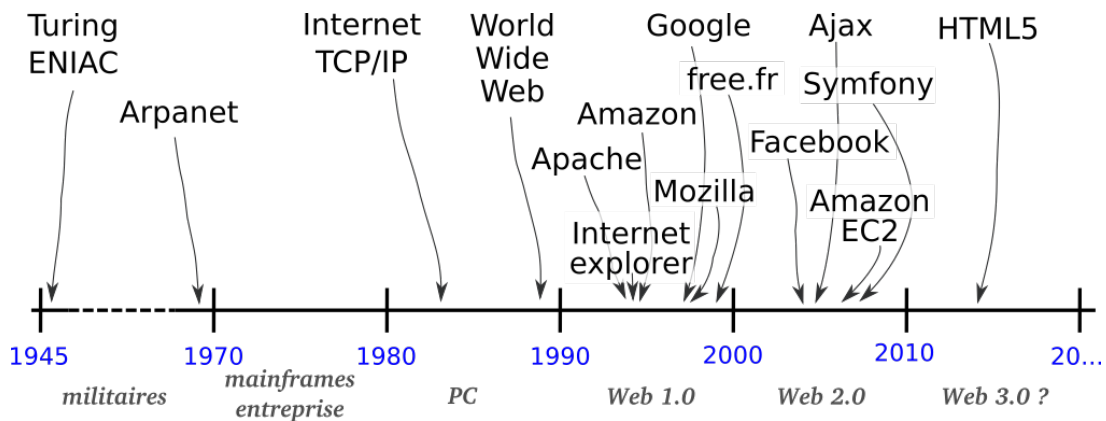 Turing
ENIAC
Arpanet
Internet
TCP/IP
World
Wide
Web
Google
free.fr
Amazon
Apache
Mozilla
Internet
explorer
Ajax
Symfony
Facebook
Amazon
EC2
HTML5
1945
1970
1980
1990
2000
2010
20...
militaires
mainframes
entreprise
PC
Web 1.0
Web 2.0
Web 3.0 ?